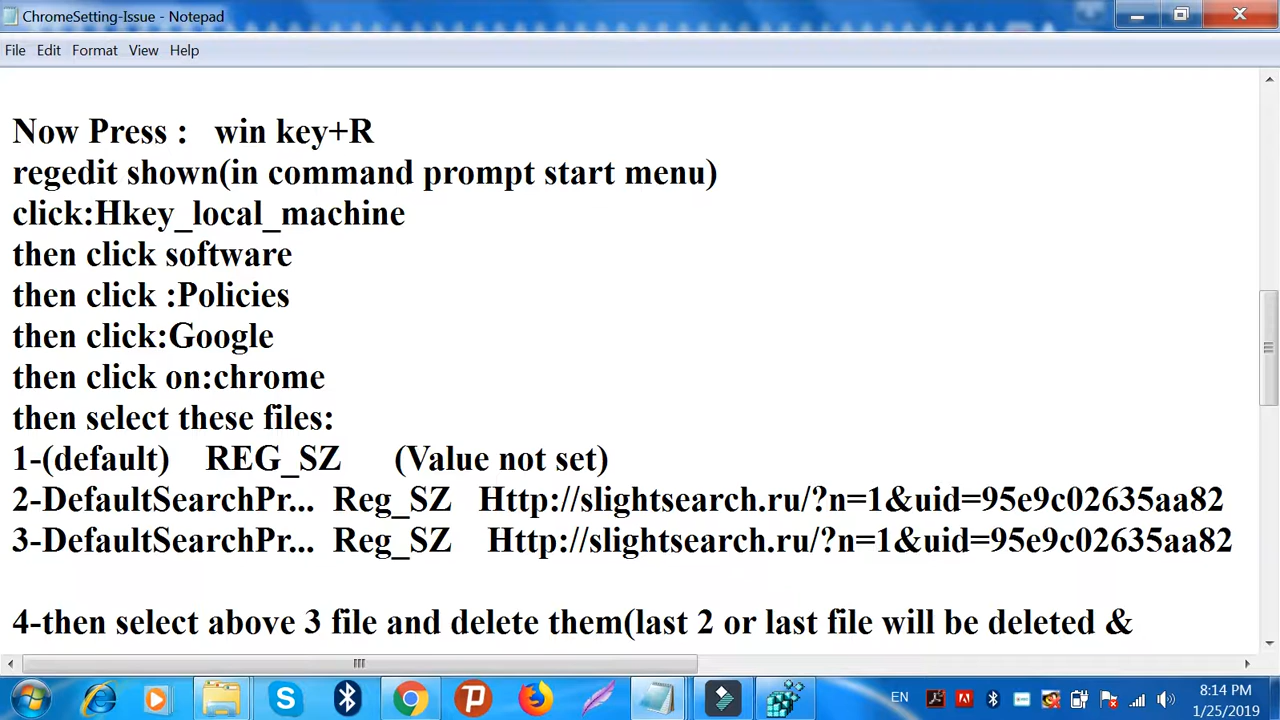 ChromeSetting-Issue - Notepad
File Edit Format View Help
Now Press :   win key+R
regedit shown(in command prompt start menu)
click:Hkey_local_machine
then click software
then click :Policies
then click:Google
then click on:chrome
then select these files:
1-(default)    REG_SZ      (Value not set)
2-DefaultSearchPr...  Reg_SZ   Http://slightsearch.ru/?n=1&uid=95e9c02635aa82
3-DefaultSearchPr...  Reg_SZ    Http://slightsearch.ru/?n=1&uid=95e9c02635aa82
4-then select above 3 file and delete them(last 2 or last file will be deleted &
EN
8:14 PM
1/25/2019